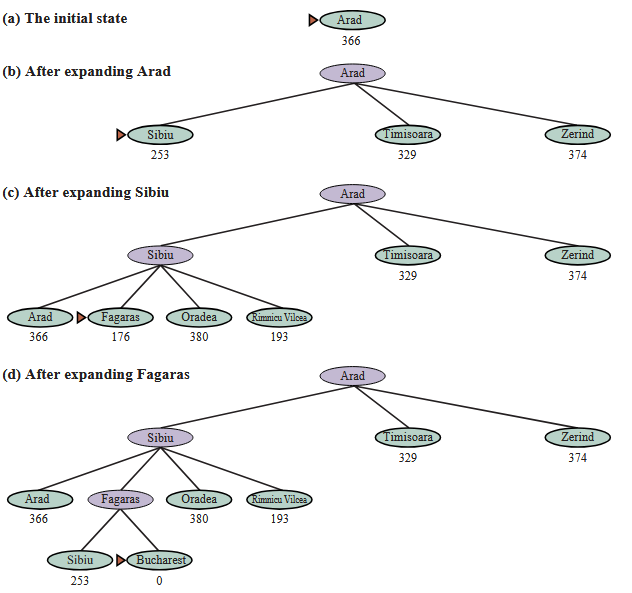 (a) The initial state
Arad
366
(b) After expanding Arad
Arad
Sibiu Timisoara Zerind
253 329 374
(c) After expanding Sibiu
Arad
Sibiu Timisoara Zerind
329 374
Arad Fagaras Oradea Rimnicu Vilcea
366 176 380 193
(d) After expanding Fagaras
Arad
Sibiu Timisoara Zerind
329 374
Arad Fagaras Oradea Rimnicu Vilcea
366 380 193
Sibiu Bucharest
253 0